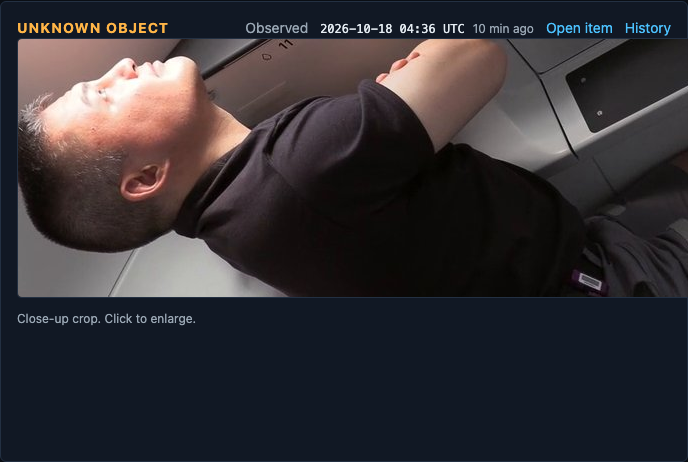 UNKNOWN OBJECT
Observed 2026-10-18 04:36 UTC 10 min ago Open item History
11
Close-up crop. Click to enlarge.